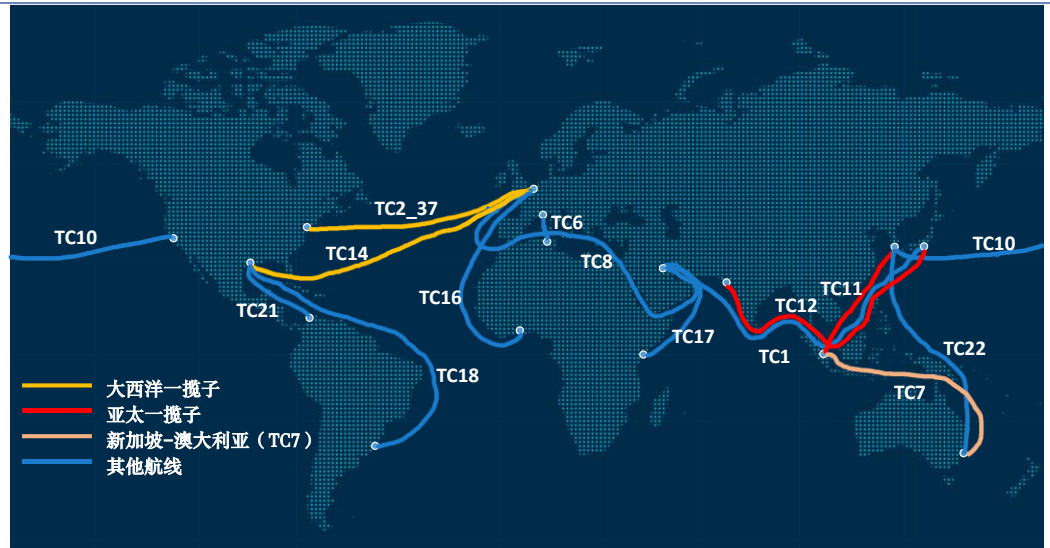 TC2_37
TC10
TC14
TC6
TC10
TC8
TC16
TC21
TC11
TC12
TC17
TC1
TC22
TC18
TC7
大西洋一揽子
亚太一揽子
新加坡-澳大利亚（TC7）
其他航线